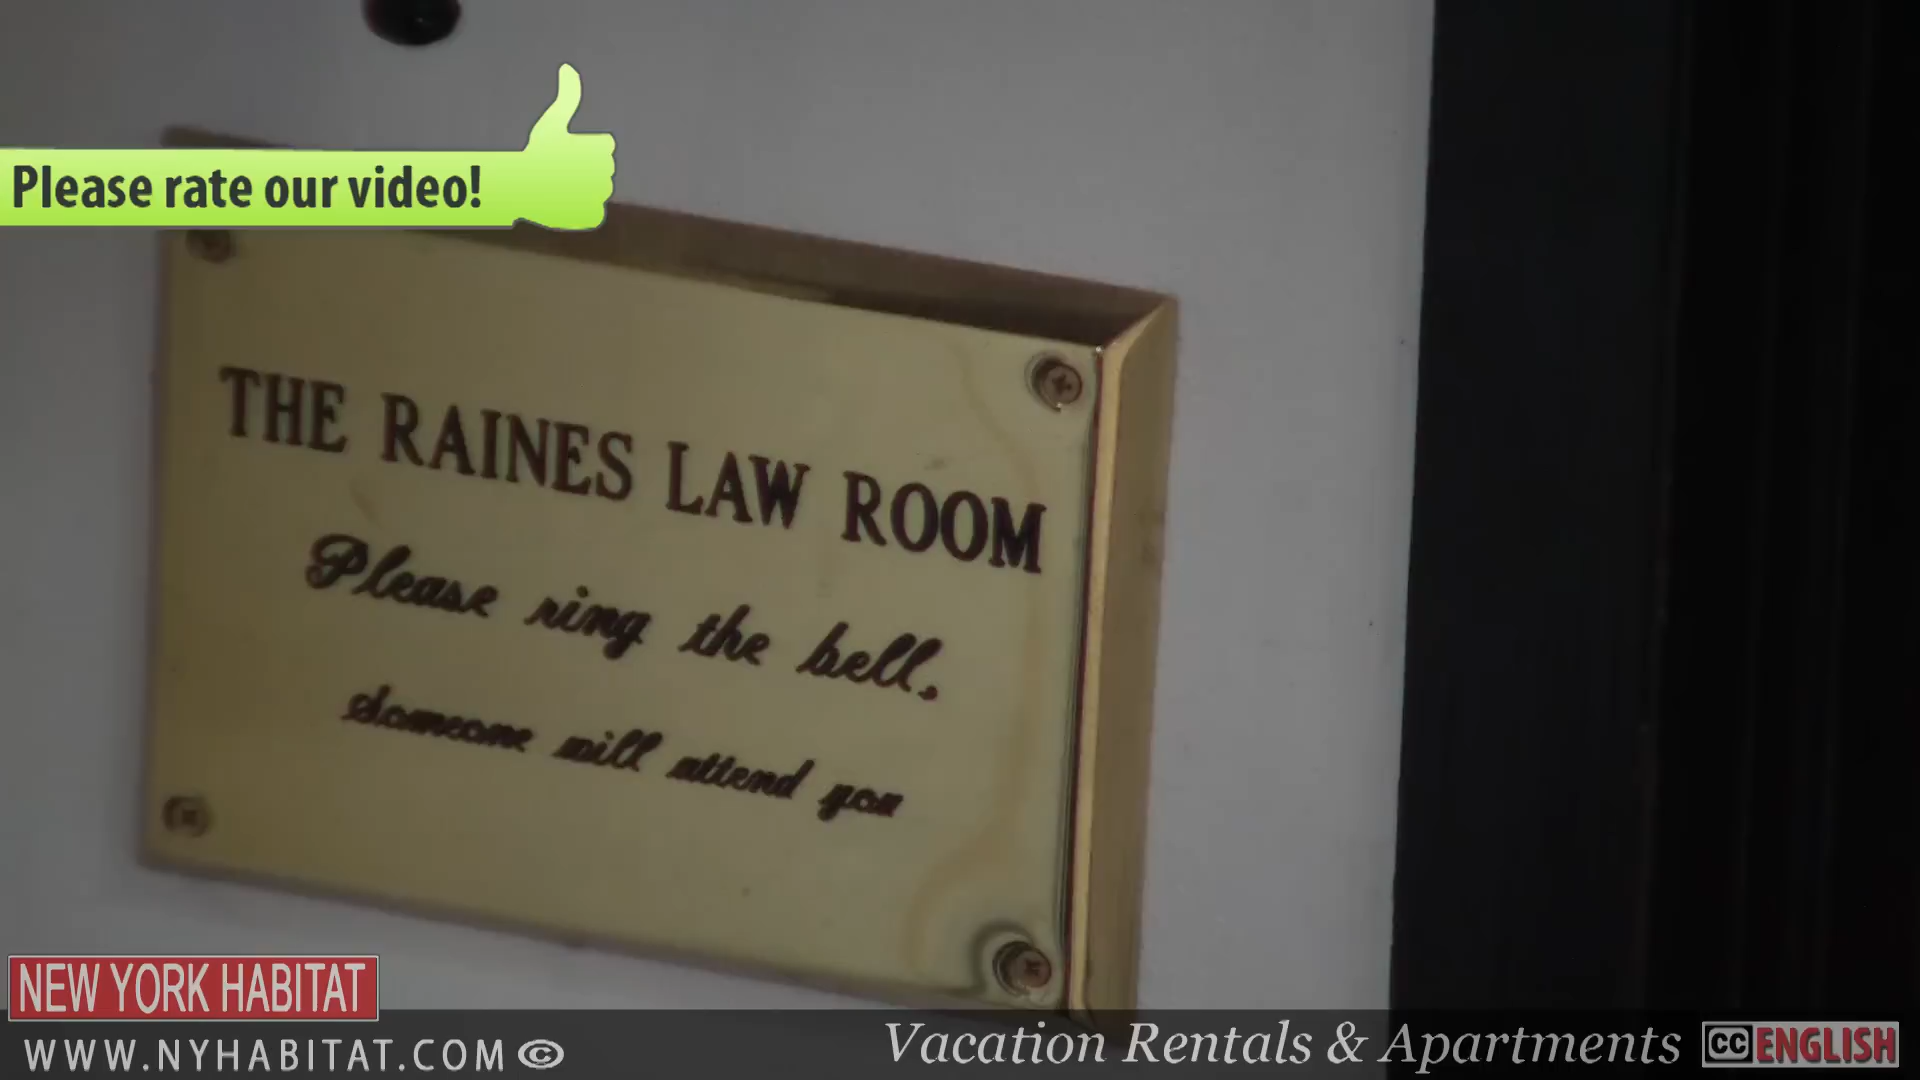 Please rate our video!
THE RAINES LAW ROOM
Please ring the bell.
Someone will attend you
NEW YORK HABITAT
WWW.NYHABITAT.COM ©
Vacation Rentals & Apartments CC ENGLISH